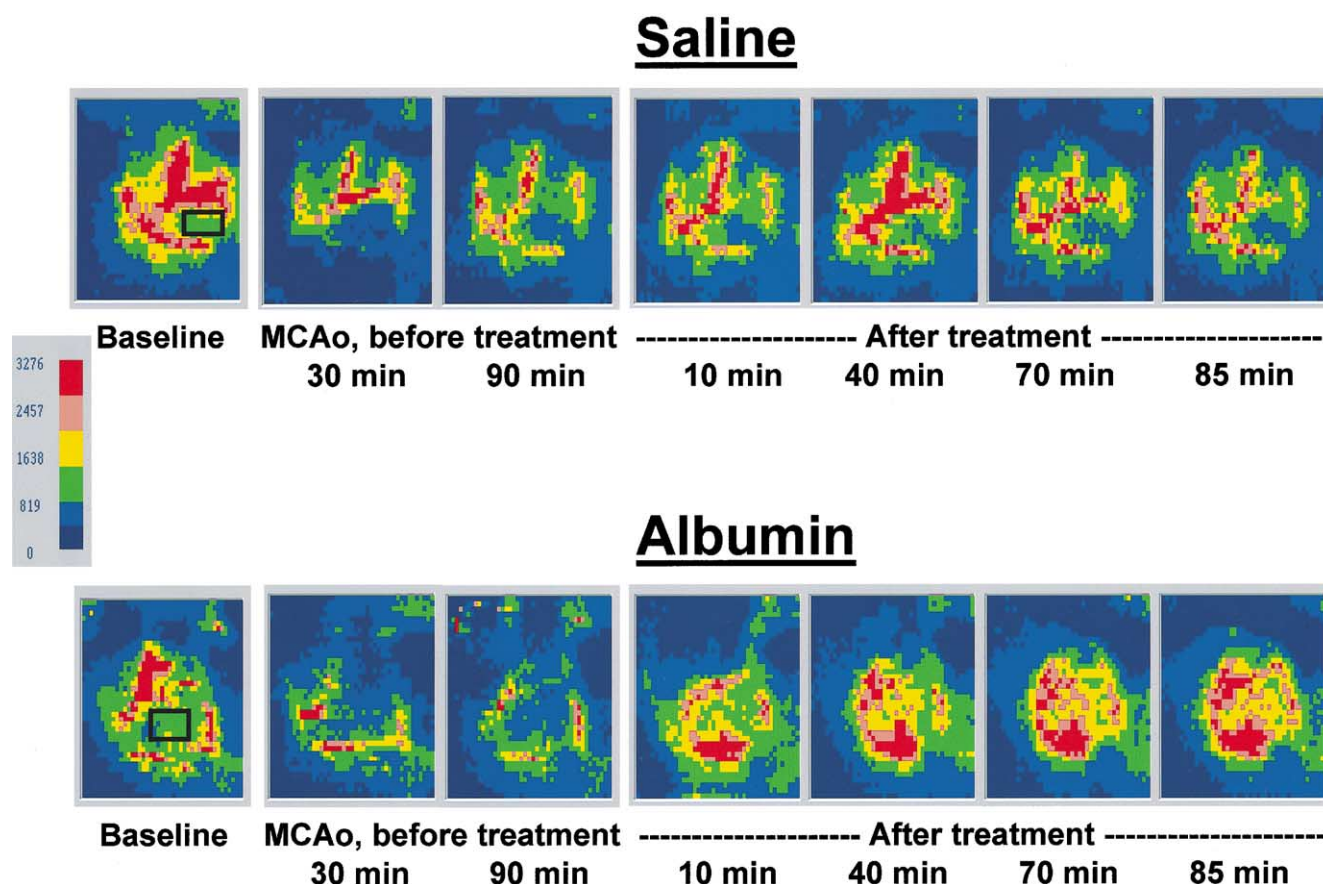 Saline
Baseline
MCAo, before treatment -------------------- After treatment --------------------
30 min 90 min 10 min 40 min 70 min 85 min
3276
2457
1638
819
0
Albumin
Baseline
MCAo, before treatment -------------------- After treatment --------------------
30 min 90 min 10 min 40 min 70 min 85 min